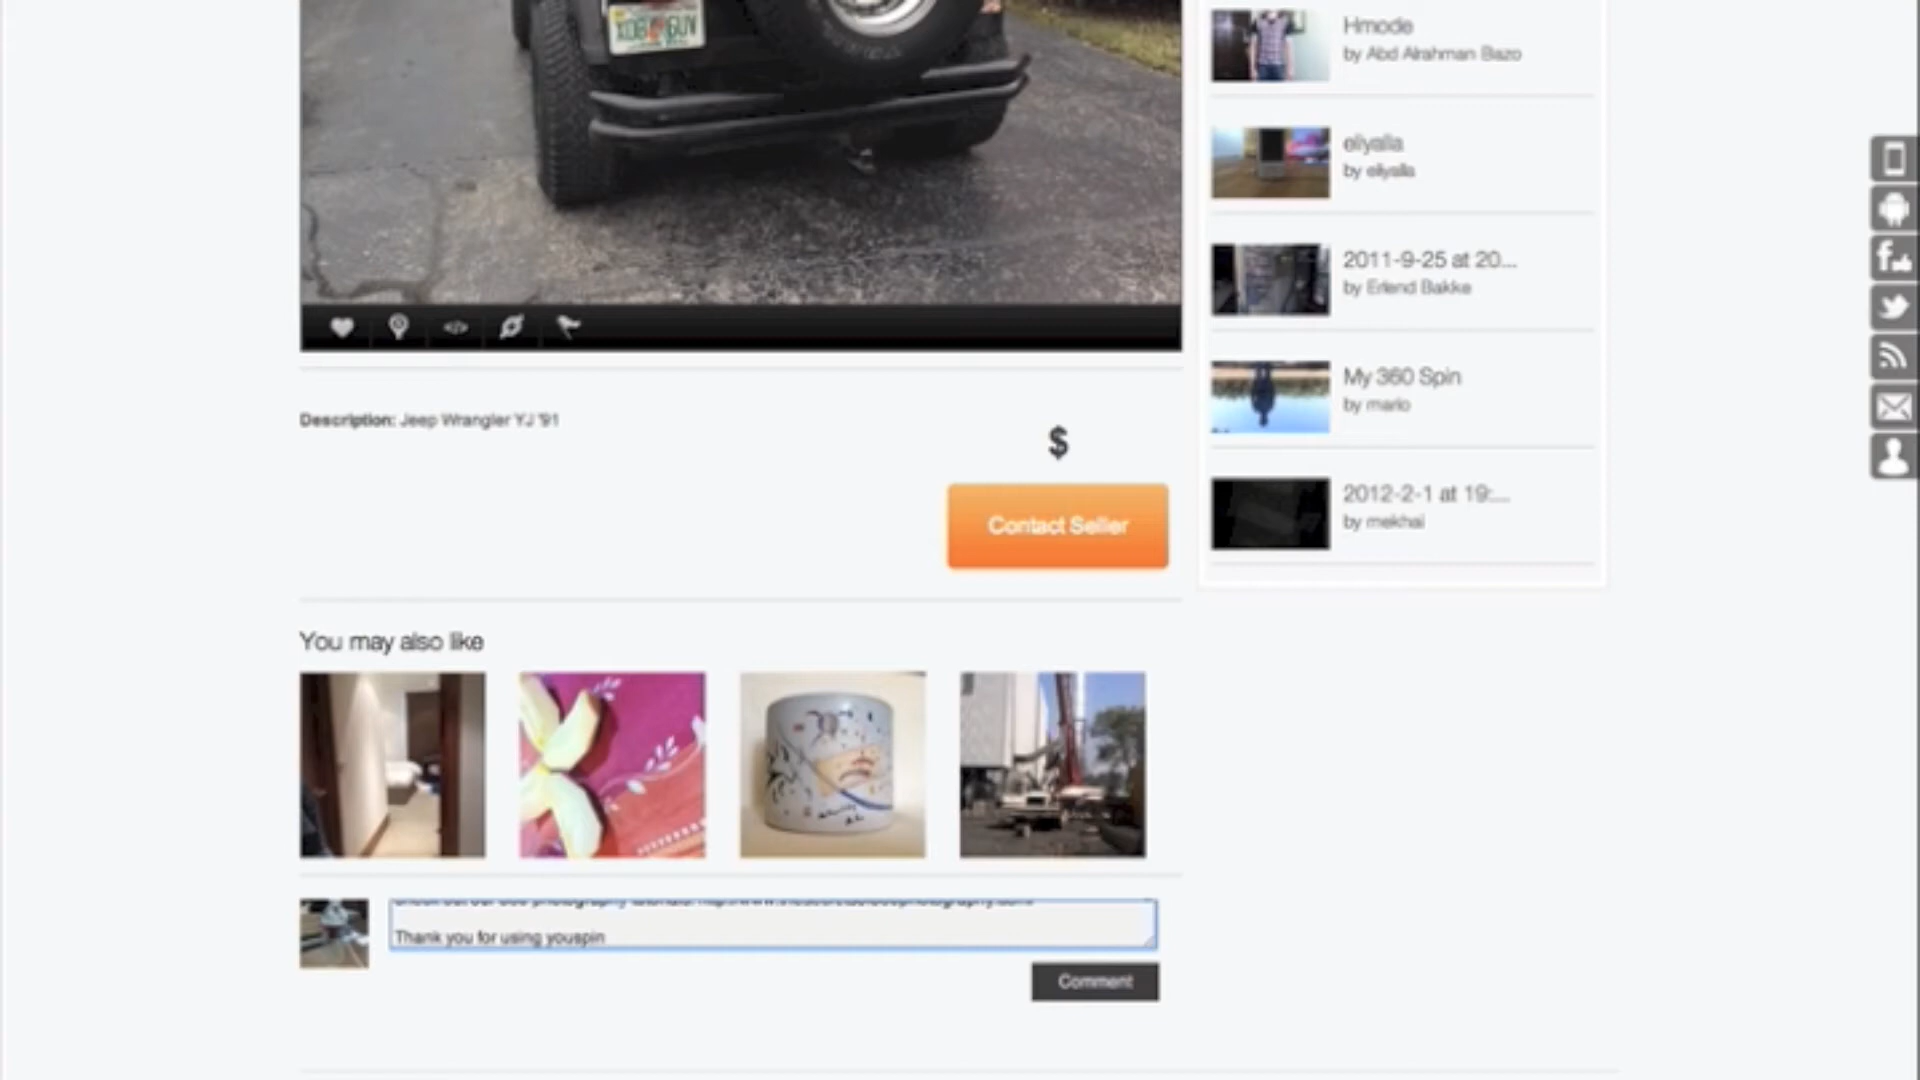 Hmode
by Abd Alrahman Bazo
eliyalla
by eliyalla
2011-9-25 at 20...
by Erlend Bakke
My 360 Spin
by mario
2012-2-1 at 19:...
by mekhai
</>
Description: Jeep Wrangler YJ '91
$
Contact Seller
You may also like
Thank you for using youspin
Comment